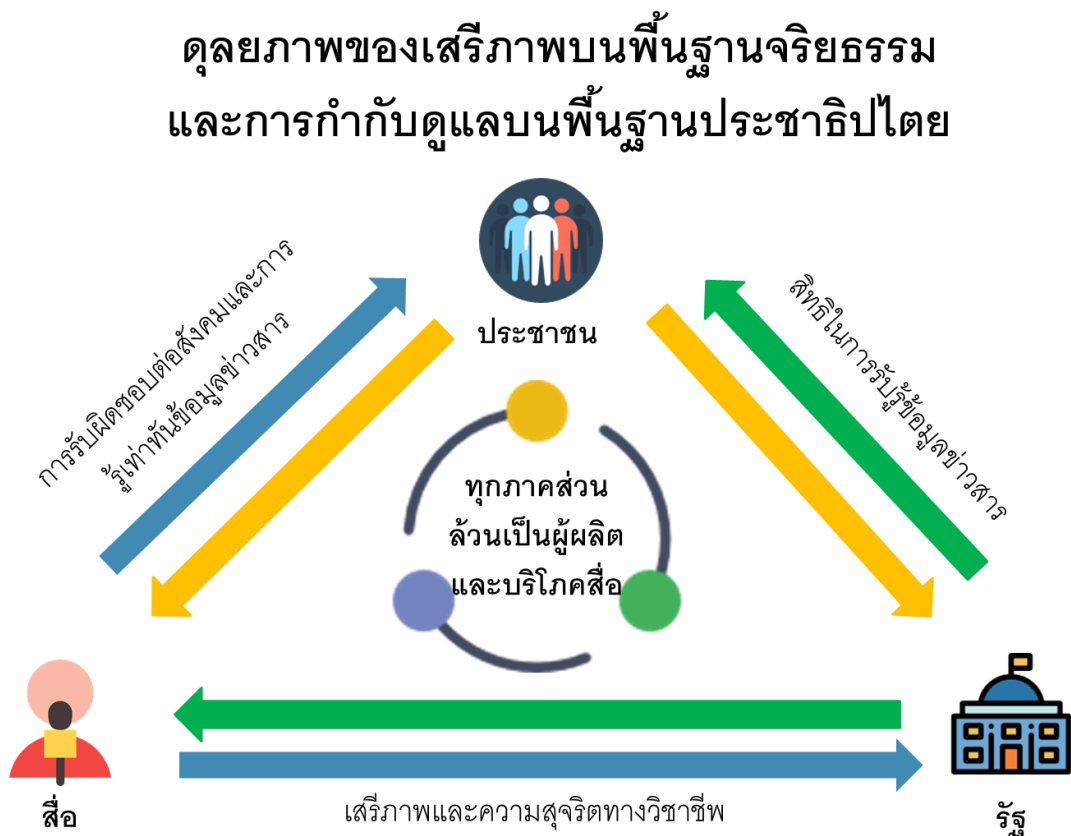 ดุลยภาพของเสรีภาพบนพื้นฐานจริยธรรม
และการกำกับดูแลบนพื้นฐานประชาธิปไตย
ประชาชน
การรับผิดชอบต่อสังคมและการ
รู้เท่าทันข้อมูลข่าวสาร
สิทธิในการรับรู้ข้อมูลข่าวสาร
ทุกภาคส่วน
ล้วนเป็นผู้ผลิต
และบริโภคสื่อ
สื่อ
เสรีภาพและความสุจริตทางวิชาชีพ
รัฐ